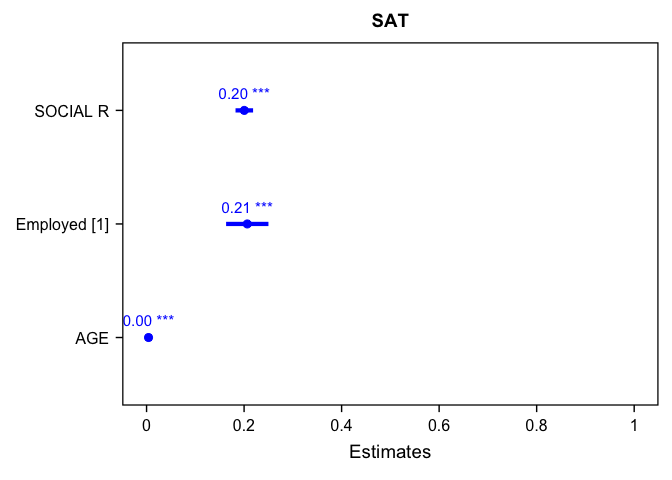 SAT
0.20 ***
SOCIAL R
0.21 ***
Employed [1]
0.00 ***
AGE
0 0.2 0.4 0.6 0.8 1
Estimates